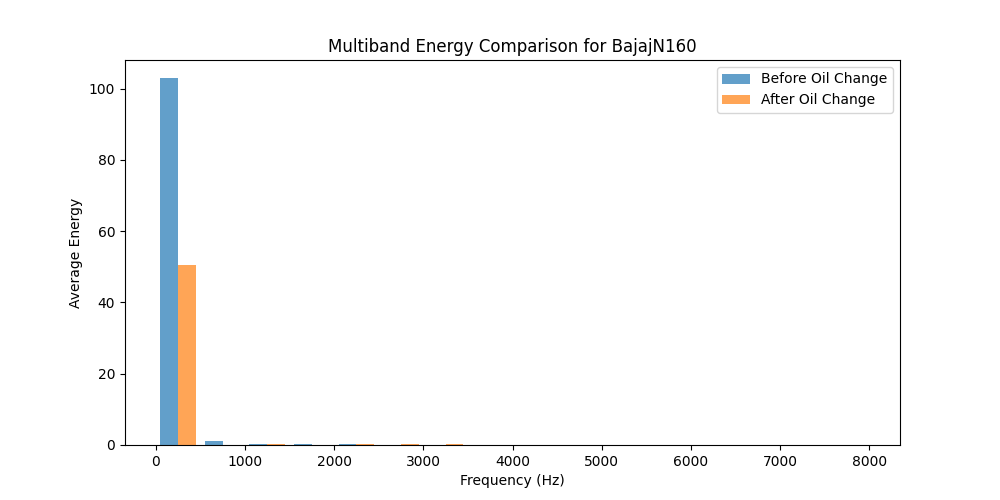 Multiband Energy Comparison for BajajN160
Before Oil Change
After Oil Change
Average Energy
100
80
60
40
20
0
0 1000 2000 3000 4000 5000 6000 7000 8000
Frequency (Hz)